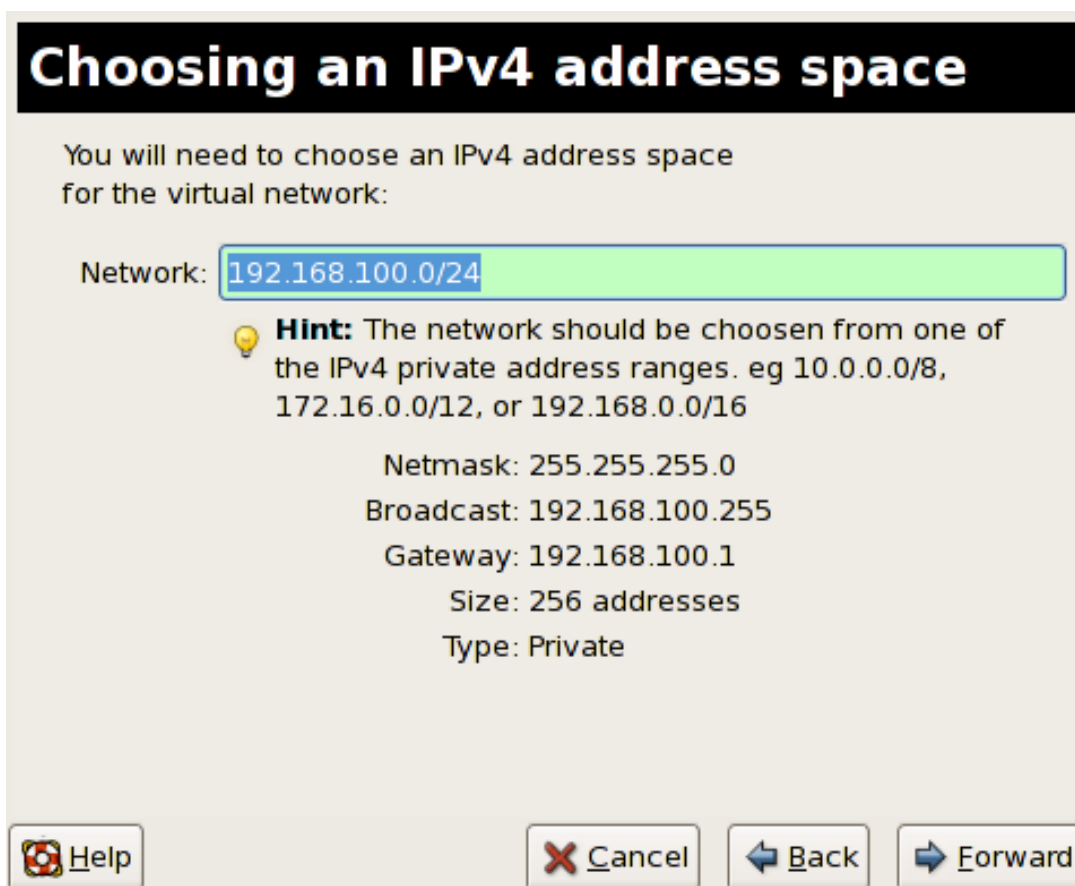 Choosing an IPv4 address space
You will need to choose an IPv4 address space
for the virtual network:
Network: 192.168.100.0/24
Hint: The network should be choosen from one of
the IPv4 private address ranges. eg 10.0.0.0/8,
172.16.0.0/12, or 192.168.0.0/16
Netmask: 255.255.255.0
Broadcast: 192.168.100.255
Gateway: 192.168.100.1
Size: 256 addresses
Type: Private
Help Cancel Back Forward